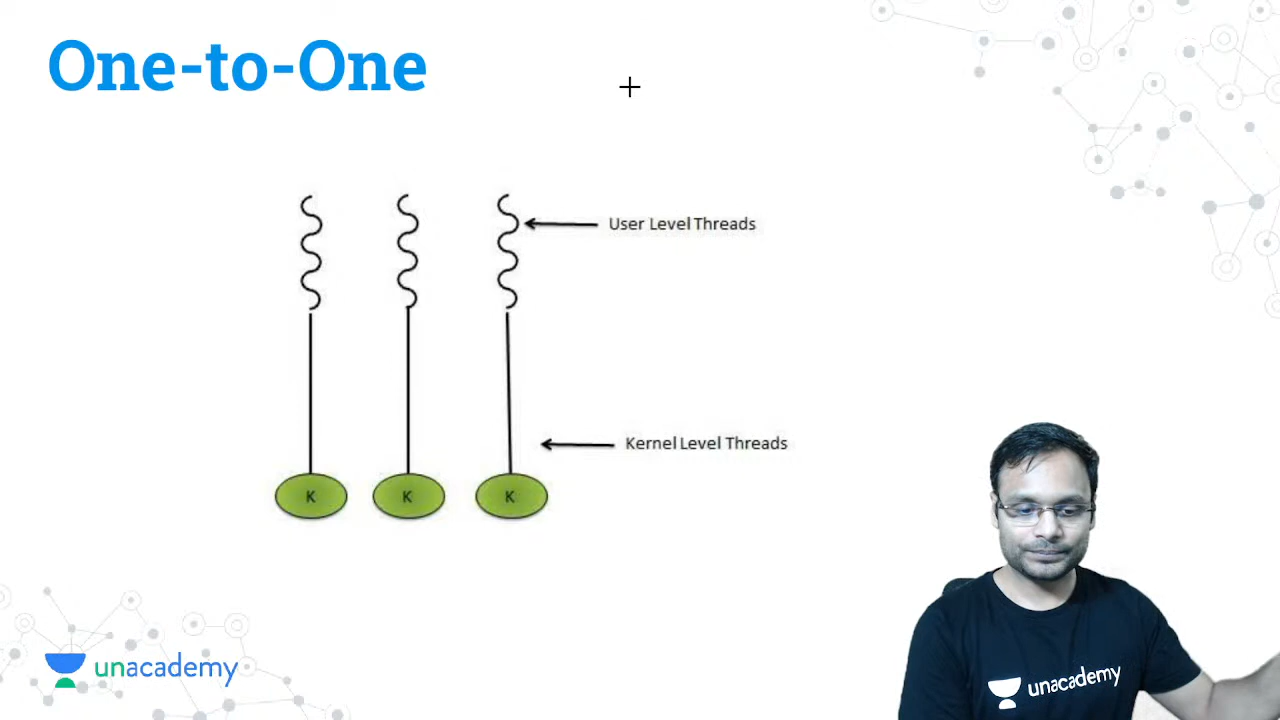 One-to-One
User Level Threads
Kernel Level Threads
K K K
unacademy
unacademy